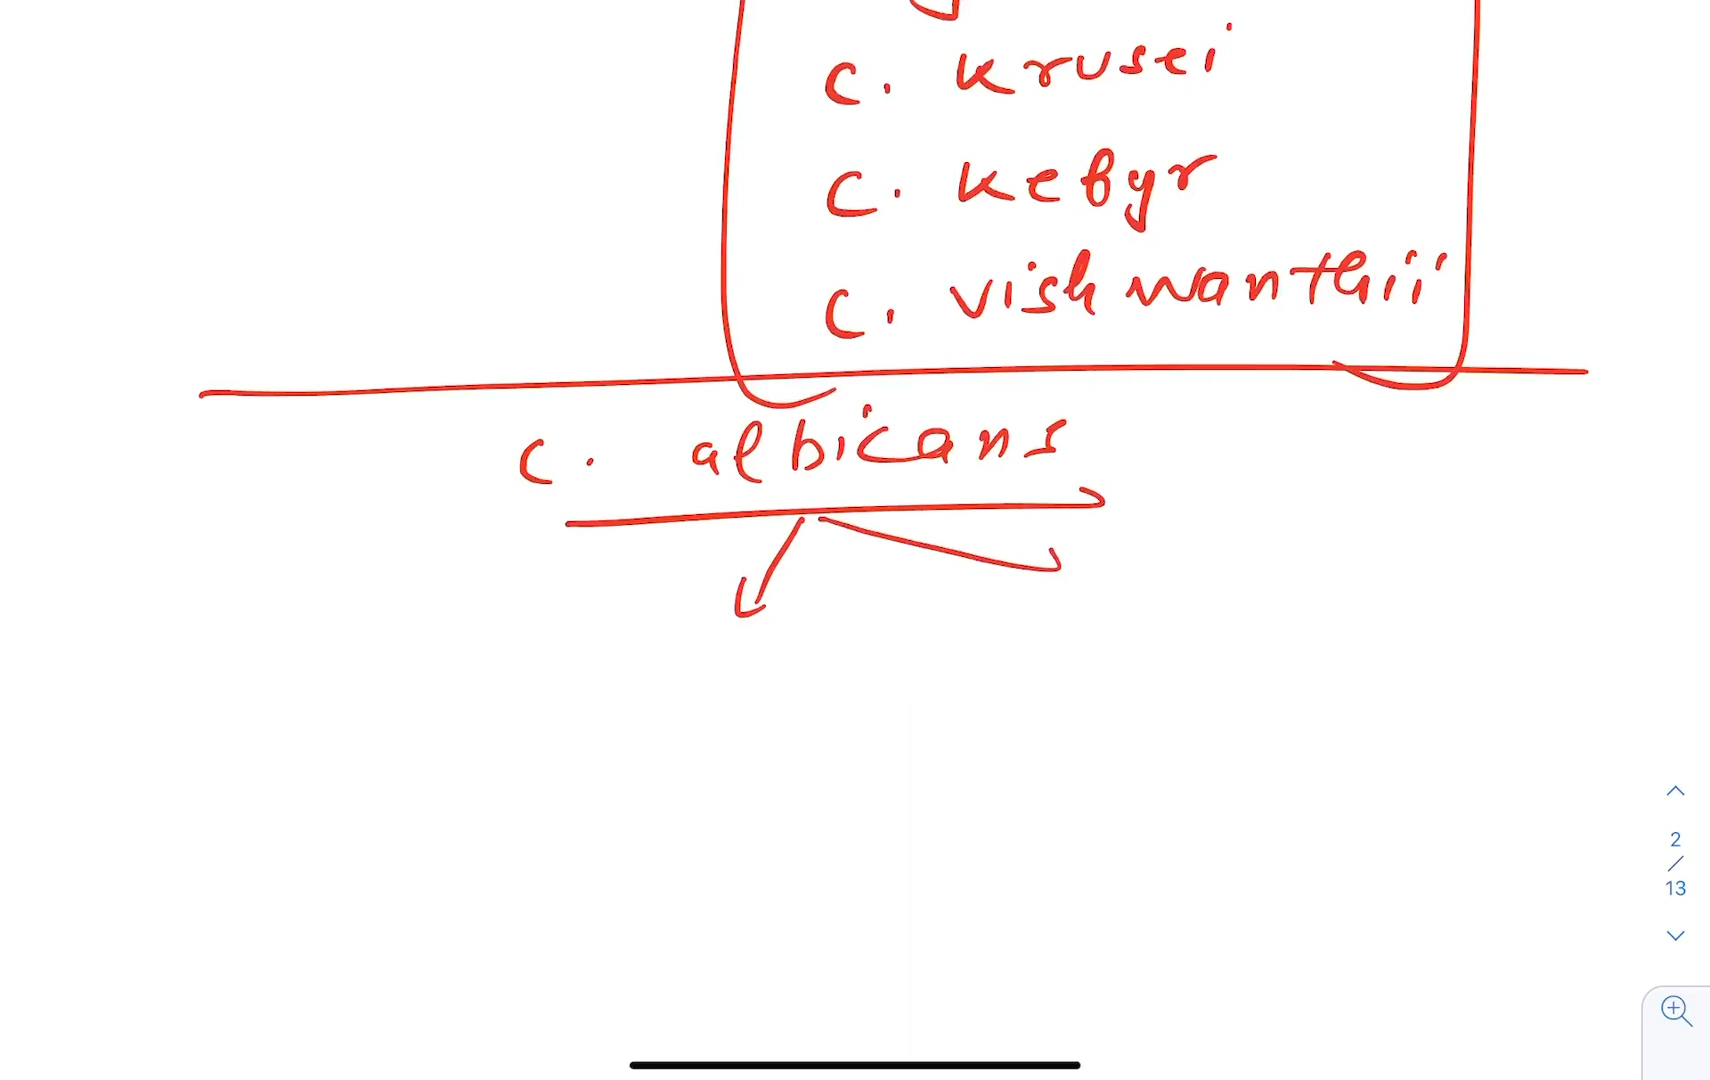 C. krusei
C. kefyr
C. vishwanthii
C. albicans
2
/
13